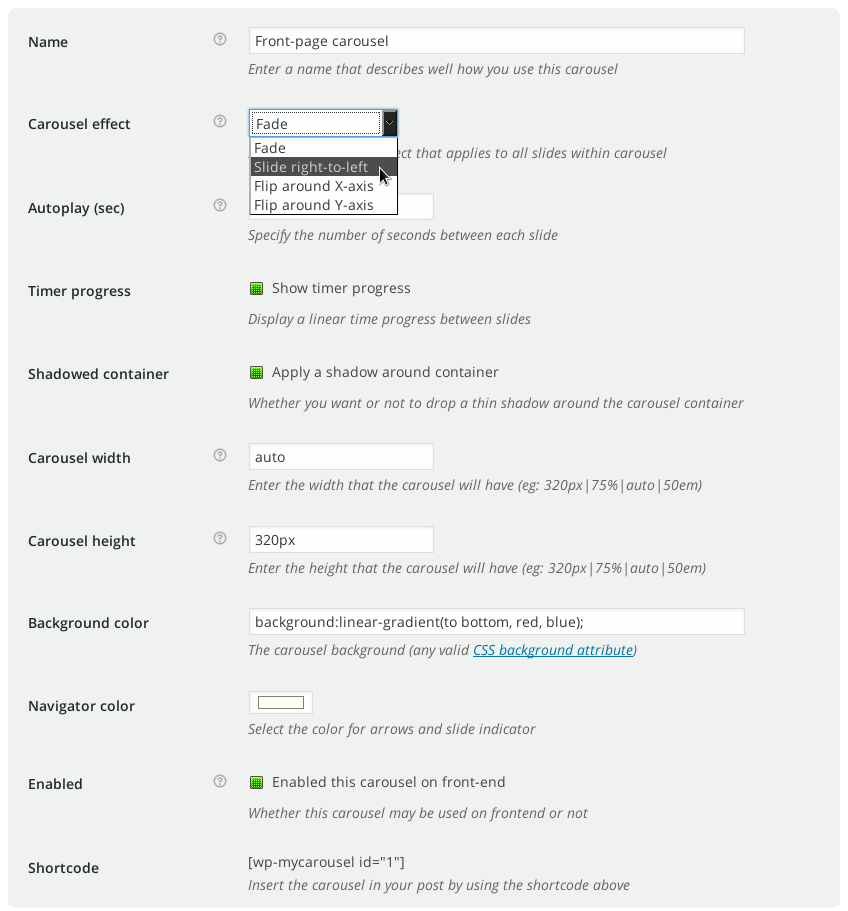 Name
Front-page carousel
Enter a name that describes well how you use this carousel
Carousel effect
Fade
Fade
Slide right-to-left
Flip around X-axis
Flip around Y-axis
that applies to all slides within carousel
Autoplay (sec)
Specify the number of seconds between each slide
Timer progress
Show timer progress
Display a linear time progress between slides
Shadowed container
Apply a shadow around container
Whether you want or not to drop a thin shadow around the carousel container
Carousel width
auto
Enter the width that the carousel will have (eg: 320px|75%|auto|50em)
Carousel height
320px
Enter the height that the carousel will have (eg: 320px|75%|auto|50em)
Background color
background:linear-gradient(to bottom, red, blue);
The carousel background (any valid CSS background attribute)
Navigator color
Select the color for arrows and slide indicator
Enabled
Enabled this carousel on front-end
Whether this carousel may be used on frontend or not
Shortcode
[wp-mycarousel id="1"]
Insert the carousel in your post by using the shortcode above